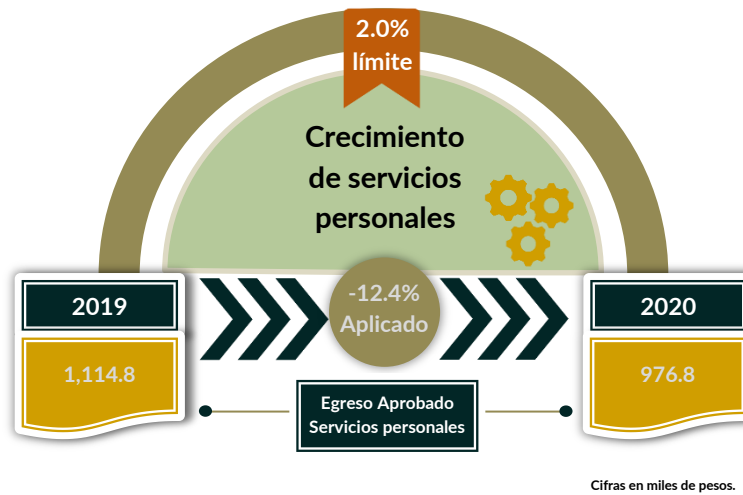 2.0%
límite
Crecimiento
de servicios
personales
2019
-12.4%
Aplicado
2020
1,114.8
976.8
Egreso Aprobado
Servicios personales
Cifras en miles de pesos.